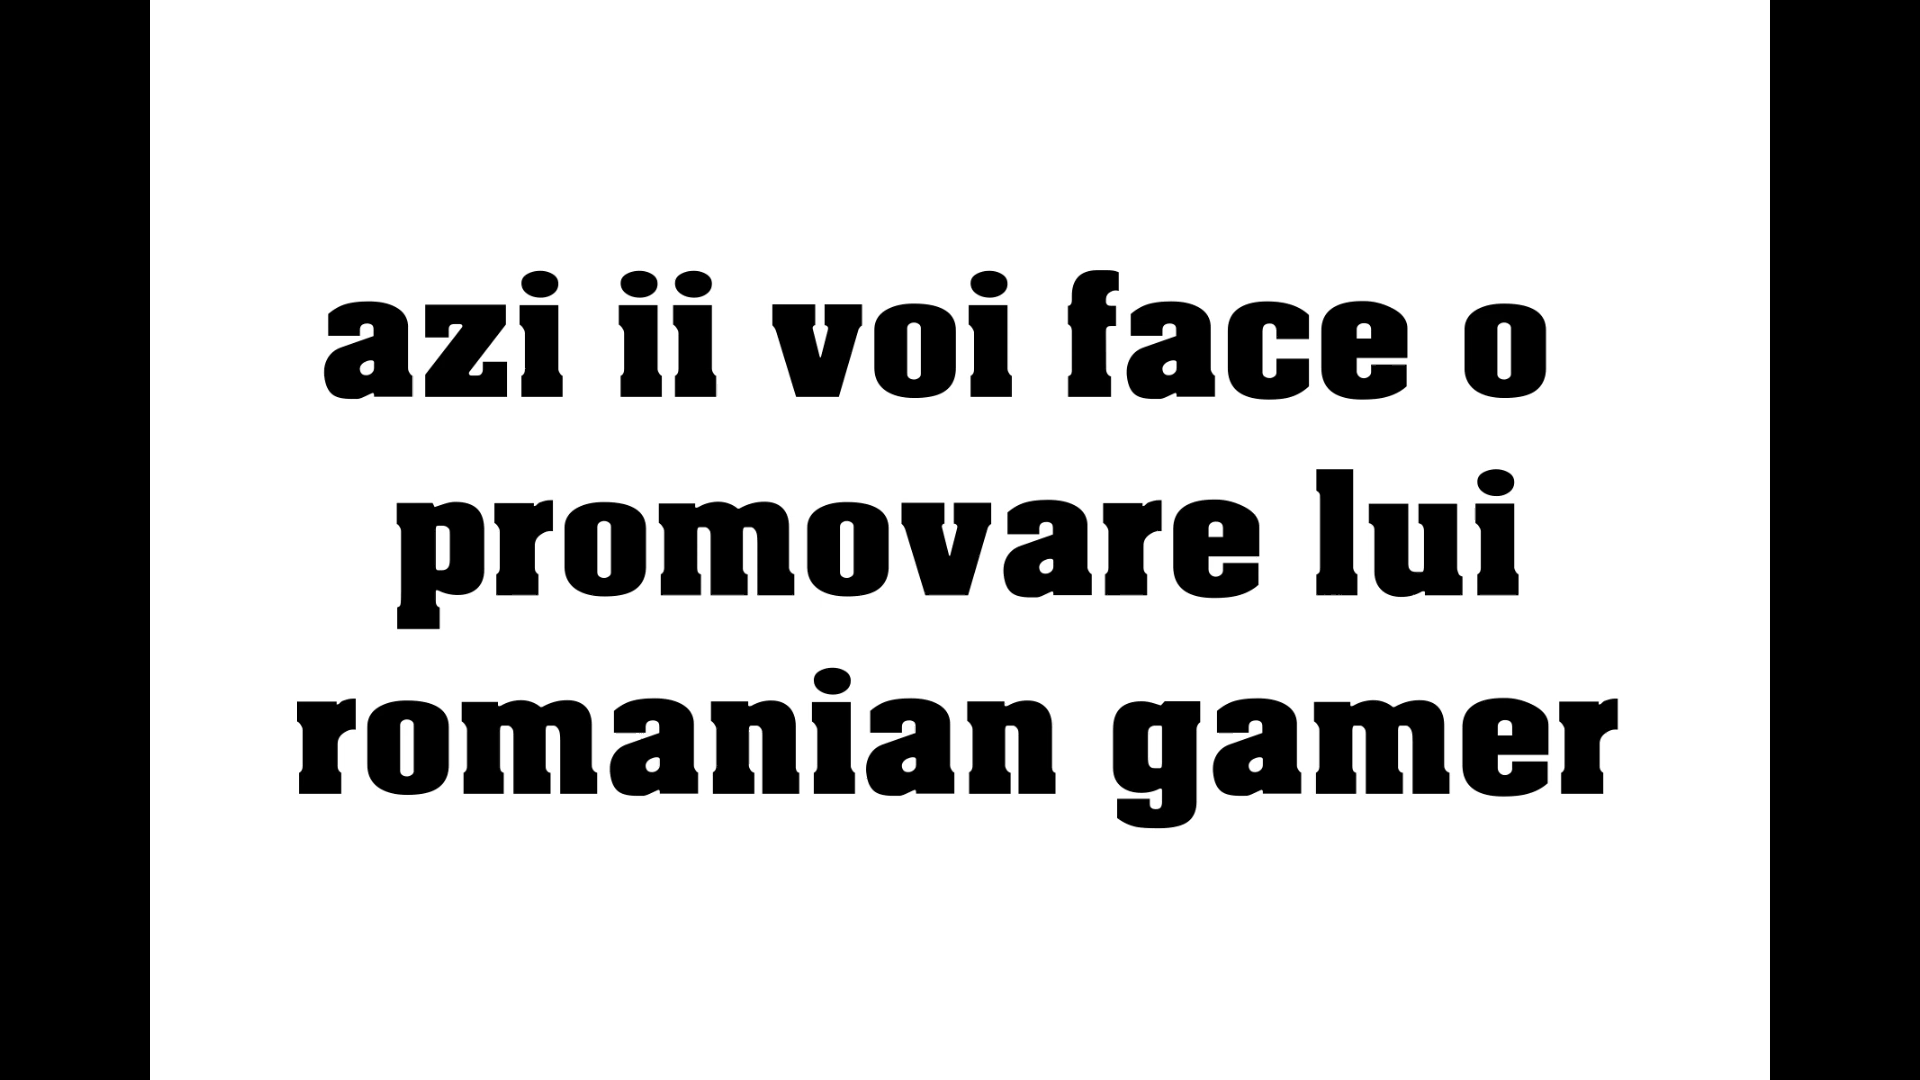 azi ii voi face o
promovare lui
romanian gamer